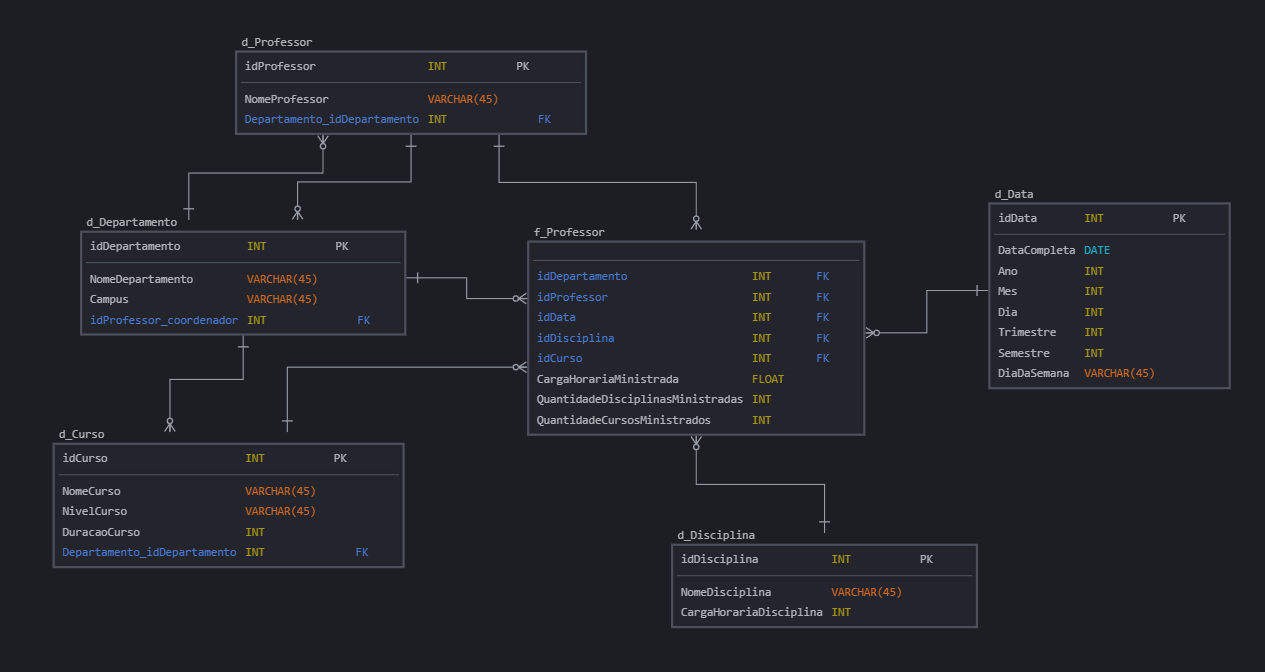 d_Professor
idProfessor INT PK
NomeProfessor VARCHAR(45)
Departamento_idDepartamento INT FK
d_Departamento
idDepartamento INT PK
NomeDepartamento VARCHAR(45)
Campus VARCHAR(45)
idProfessor_coordenador INT FK
f_Professor
idDepartamento INT FK
idProfessor INT FK
idData INT FK
idDisciplina INT FK
idCurso INT FK
CargaHorariaMinistrada FLOAT
QuantidadeDisciplinasMinistradas INT
QuantidadeCursosMinistrados INT
d_Data
idData INT PK
DataCompleta DATE
Ano INT
Mes INT
Dia INT
Trimestre INT
Semestre INT
DiaDaSemana VARCHAR(45)
d_Curso
idCurso INT PK
NomeCurso VARCHAR(45)
NivelCurso VARCHAR(45)
DuracaoCurso INT
Departamento_idDepartamento INT FK
d_Disciplina
idDisciplina INT PK
NomeDisciplina VARCHAR(45)
CargaHorariaDisciplina INT